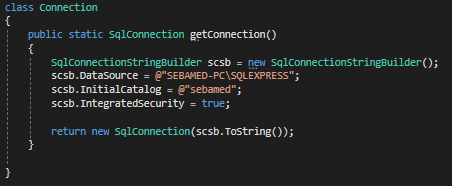 class Connection
{
public static SqlConnection getConnection()
{
SqlConnectionStringBuilder scsb = new SqlConnectionStringBuilder();
scsb.DataSource = @"SEBAMED-PC\SQLEXPRESS";
scsb.InitialCatalog = @"sebamed";
scsb.IntegratedSecurity = true;
return new SqlConnection(scsb.ToString());
}
}